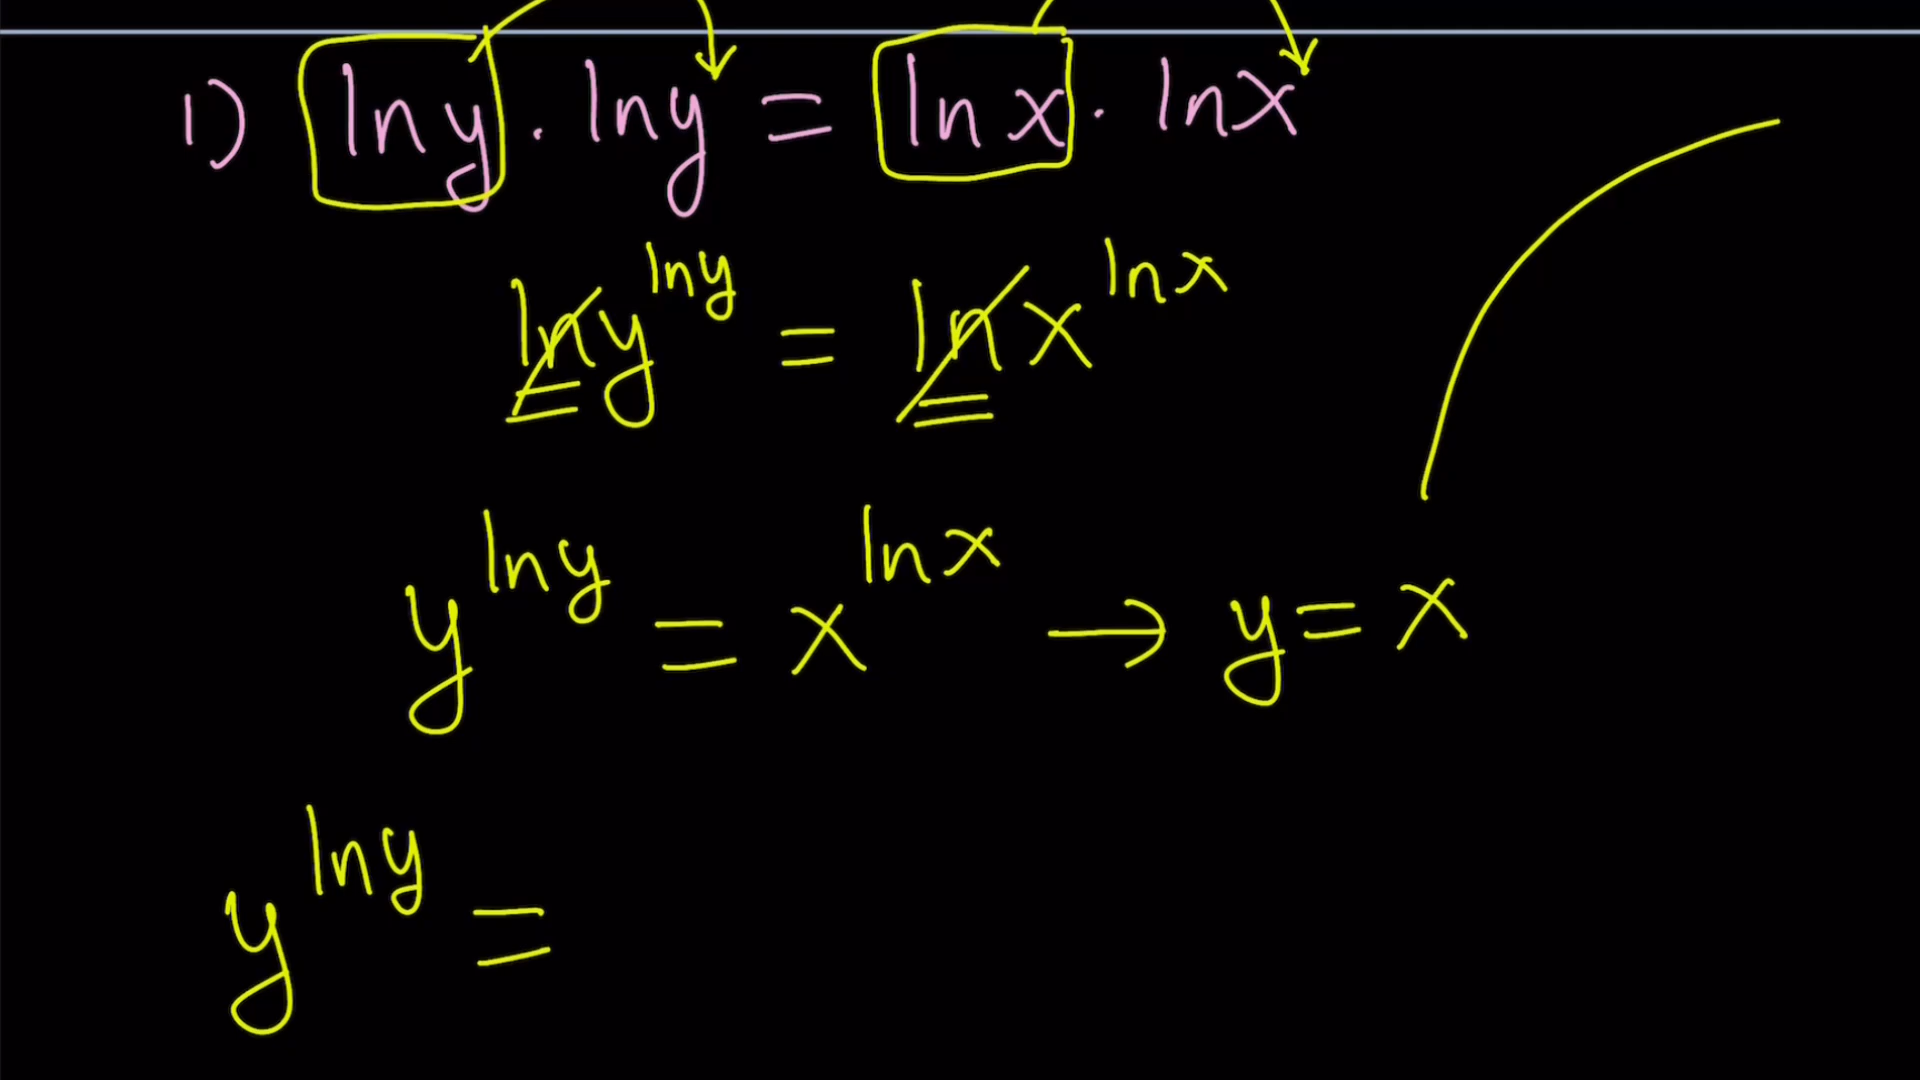 1) ln y · ln y = ln x · ln x
ln y^(ln y) = ln x^(ln x)
y^(ln y) = x^(ln x) → y = x
y^(ln y) =